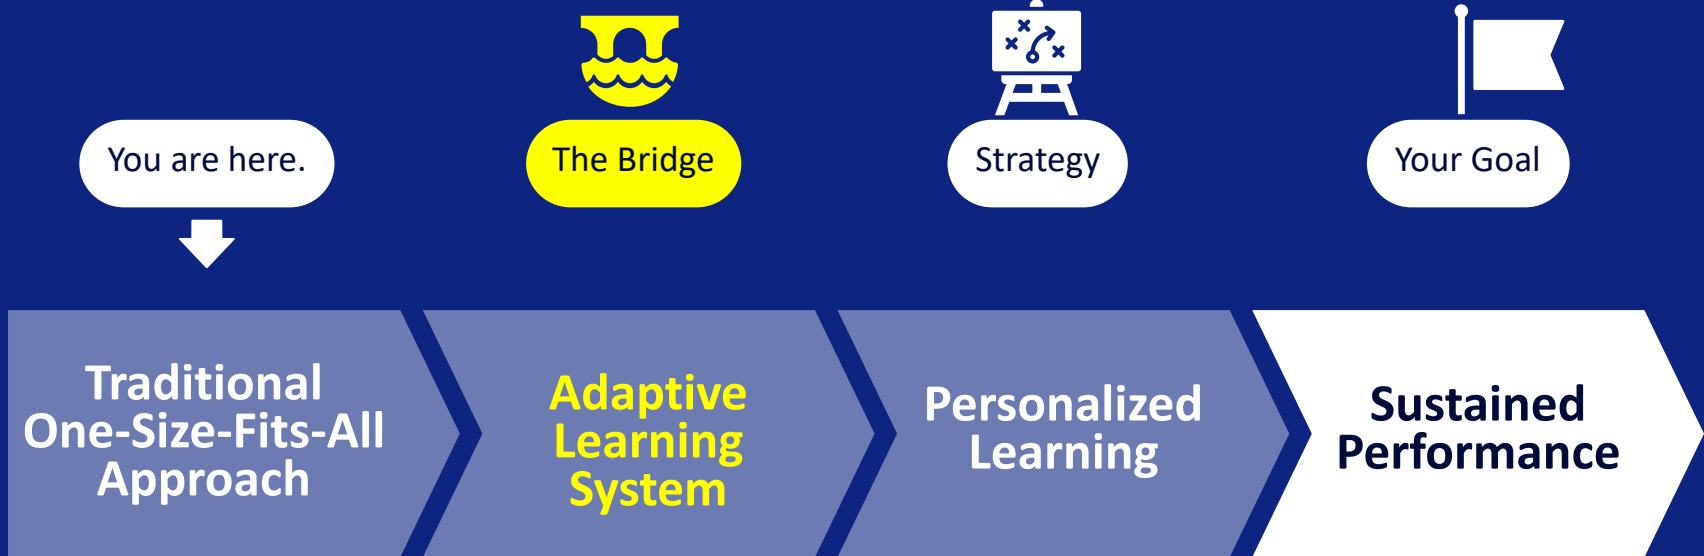 You are here.
The Bridge
Strategy
Your Goal
Traditional
One-Size-Fits-All
Approach
Adaptive
Learning
System
Personalized
Learning
Sustained
Performance